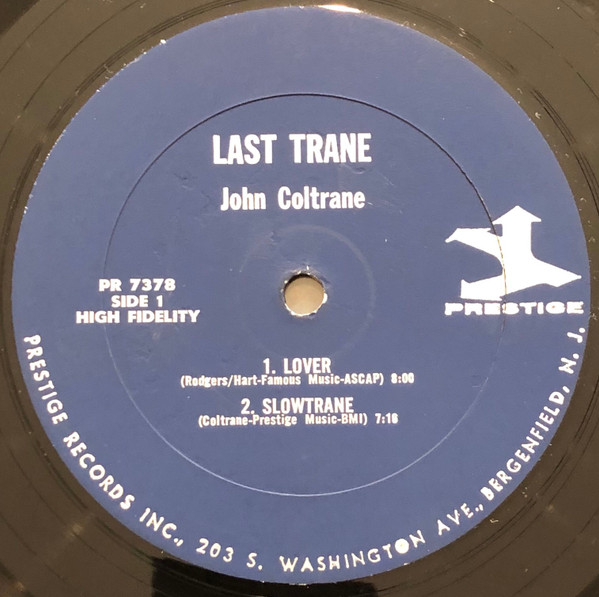 LAST TRANE
John Coltrane
PR 7378
SIDE 1
HIGH FIDELITY
PRESTIGE
1. LOVER
(Rodgers/Hart-Famous Music-ASCAP) 8:00
2. SLOWTRANE
(Coltrane-Prestige Music-BMI) 7:16
PRESTIGE RECORDS INC., 203 S. WASHINGTON AVE., BERGENFIELD, N. J.